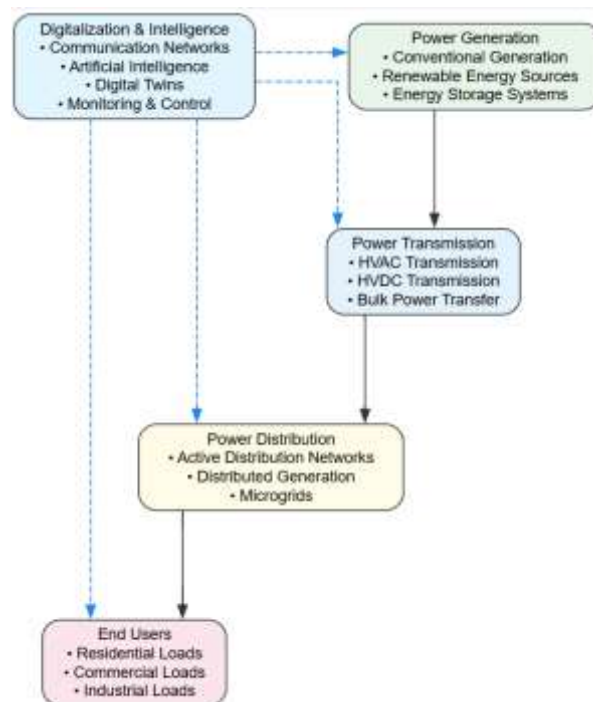 Digitalization & Intelligence
• Communication Networks
• Artificial Intelligence
• Digital Twins
• Monitoring & Control
Power Generation
• Conventional Generation
• Renewable Energy Sources
• Energy Storage Systems
Power Transmission
• HVAC Transmission
• HVDC Transmission
• Bulk Power Transfer
Power Distribution
• Active Distribution Networks
• Distributed Generation
• Microgrids
End Users
• Residential Loads
• Commercial Loads
• Industrial Loads